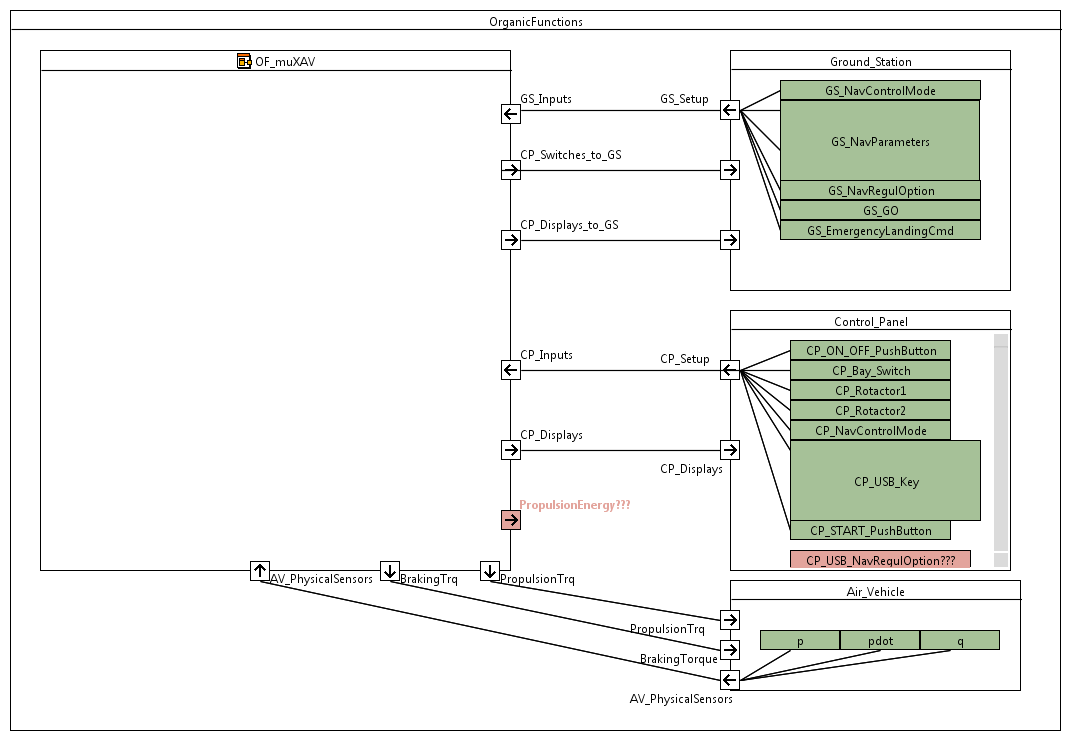 OrganicFunctions
OF_muXAV
Ground_Station
GS_Inputs
GS_Setup
GS_NavControlMode
GS_NavParameters
CP_Switches_to_GS
GS_NavRegulOption
GS_GO
CP_Displays_to_GS
GS_EmergencyLandingCmd
Control_Panel
CP_Inputs
CP_Setup
CP_ON_OFF_PushButton
CP_Bay_Switch
CP_Rotactor1
CP_Rotactor2
CP_NavControlMode
CP_Displays
CP_Displays
CP_USB_Key
PropulsionEnergy???
CP_START_PushButton
CP_USB_NavRegulOption???
AV_PhysicalSensors
BrakingTrq
PropulsionTrq
Air_Vehicle
PropulsionTrq
p
pdot
q
BrakingTorque
AV_PhysicalSensors